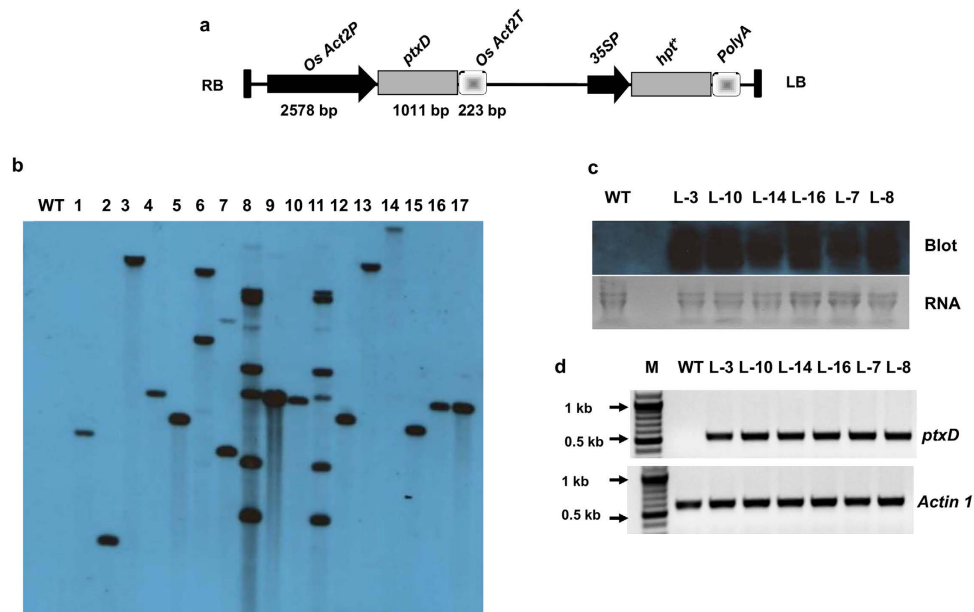 a
Os Act2P
ptxD
Os Act2T
35SP
hpt+
PolyA
RB
LB
2578 bp
1011 bp
223 bp
b
WT 1 2 3 4 5 6 7 8 9 10 11 12 13 14 15 16 17
c
WT L-3 L-10 L-14 L-16 L-7 L-8
Blot
RNA
d
M WT L-3 L-10 L-14 L-16 L-7 L-8
1 kb
0.5 kb
ptxD
1 kb
0.5 kb
Actin 1